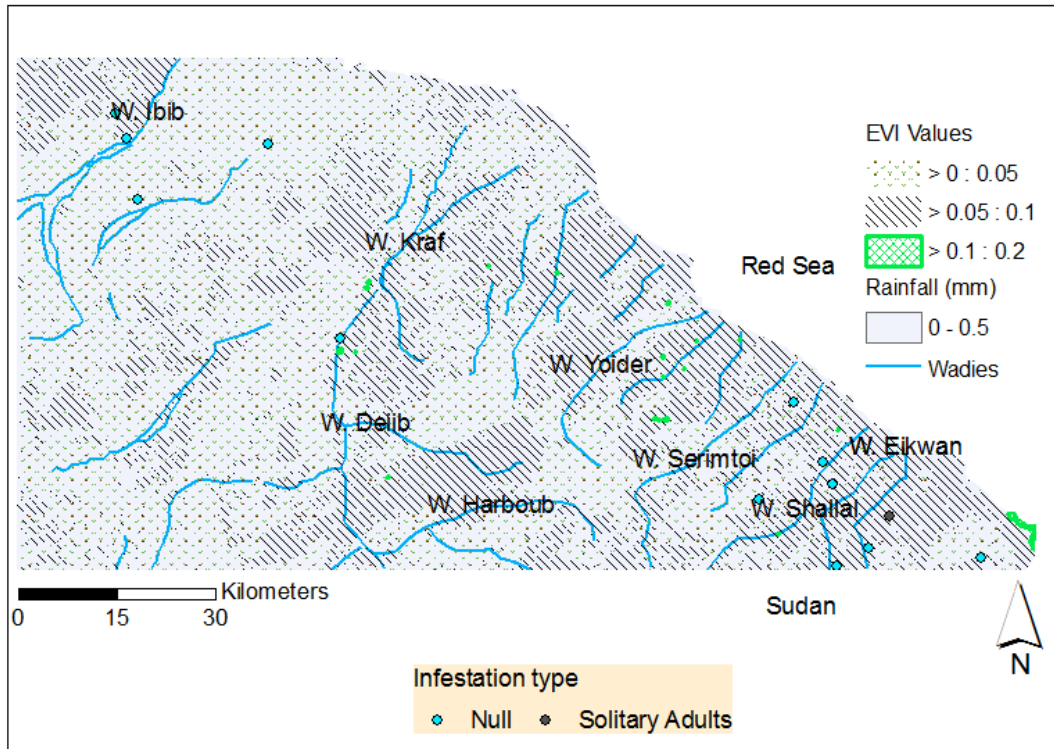 W. Ibib
EVI Values
> 0 : 0.05
> 0.05 : 0.1
W. Kraf
> 0.1 : 0.2
Red Sea
Rainfall (mm)
0 - 0.5
W. Yoider
Wadies
W. Deiib
W. Eikwan
W. Serimtoi
W. Harboub
W. Shallal
Kilometers
0 15 30
Sudan
N
Infestation type
Null Solitary Adults